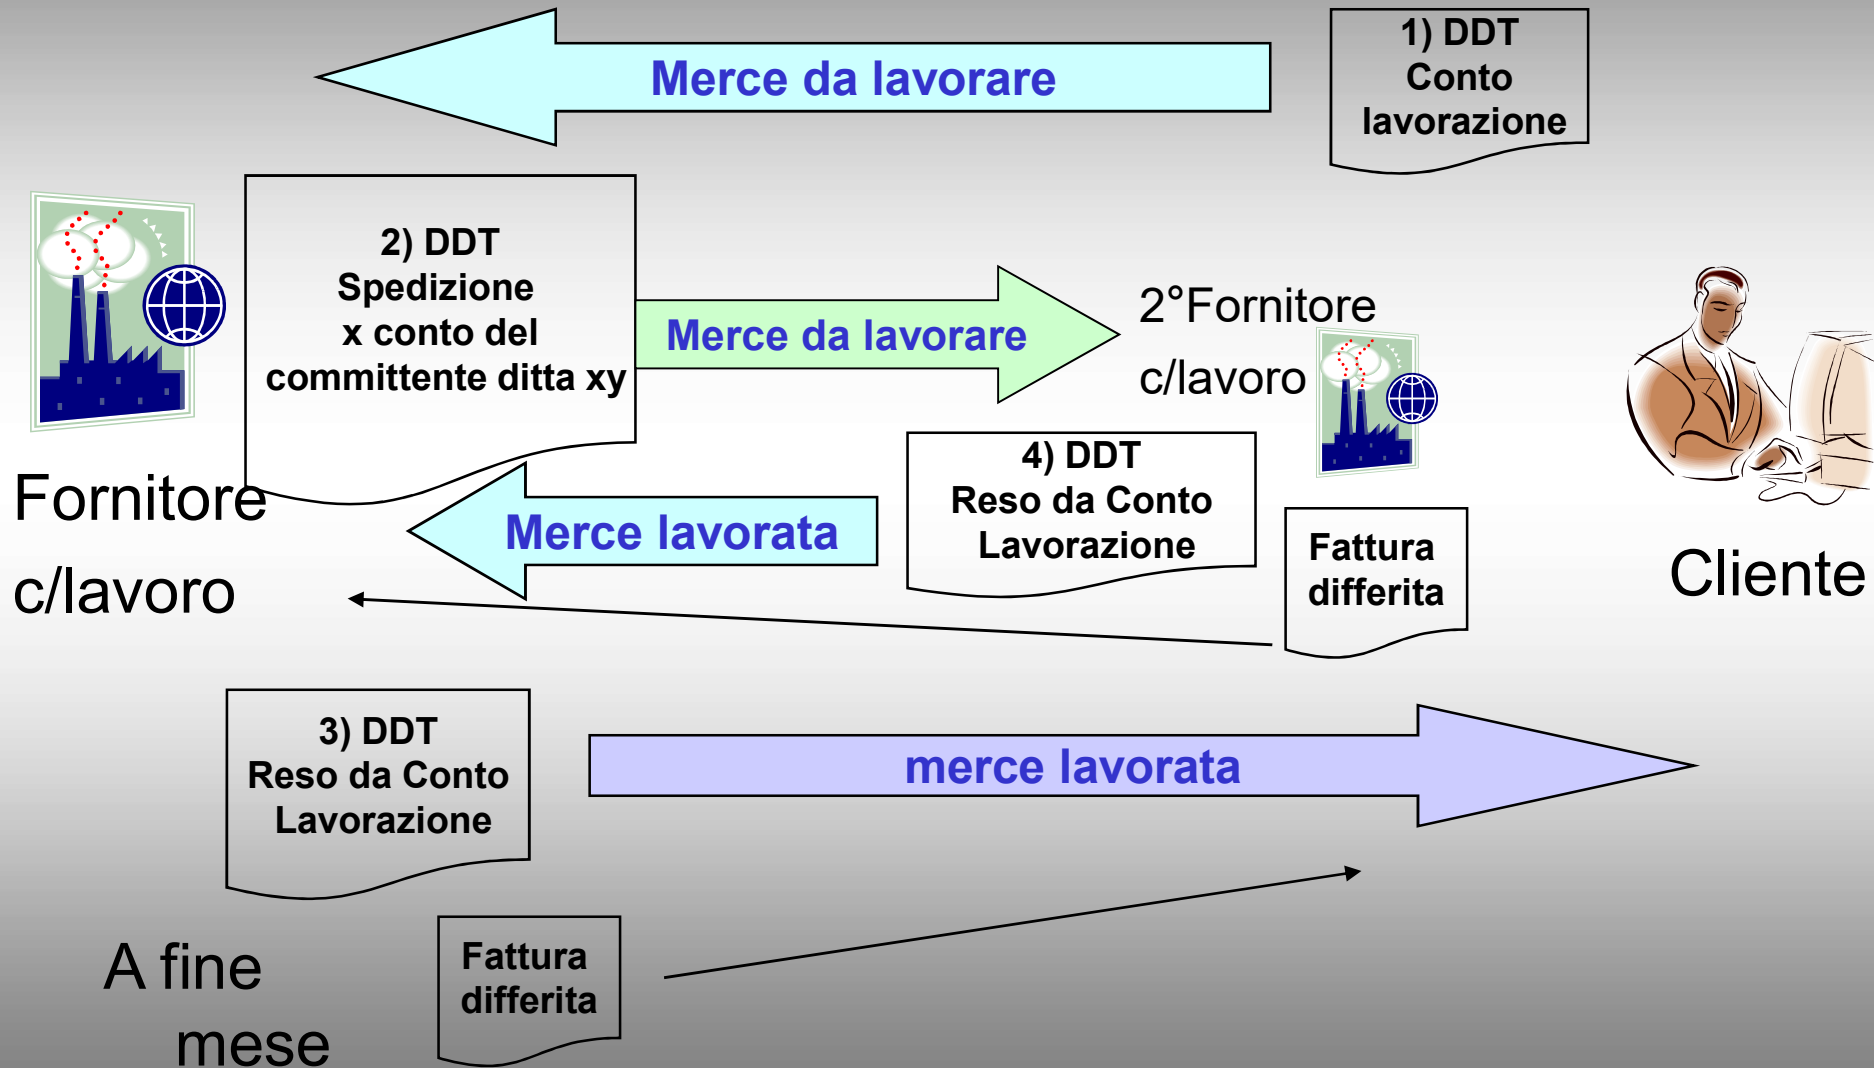 Merce da lavorare
1) DDT
Conto
lavorazione
2) DDT
Spedizione
x conto del
committente ditta xy
Merce da lavorare
2°Fornitore
c/lavoro
Fornitore
c/lavoro
Merce lavorata
4) DDT
Reso da Conto
Lavorazione
Fattura
differita
Cliente
3) DDT
Reso da Conto
Lavorazione
merce lavorata
A fine
mese
Fattura
differita